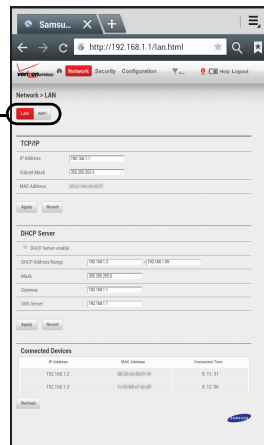 Samsu...
http://192.168.1.1/lan.html
verizonwireless Network Security Configuration Help Logout
Network > LAN
LAN WiFi
TCP/IP
IP Address 192.168.1.1
Subnet Mask 255.255.255.0
MAC Address
Apply Revert
DHCP Server
DHCP Server enable
DHCP Address Range 192.168.1.2 - 192.168.1.99
Mask 255.255.255.0
Gateway 192.168.1.1
DNS Server 192.168.1.1
Apply Revert
Connected Devices
IP Address MAC Address Connected Time
192.168.1.2 0: 11: 31
192.168.1.3 0: 12: 06
Refresh
SAMSUNG